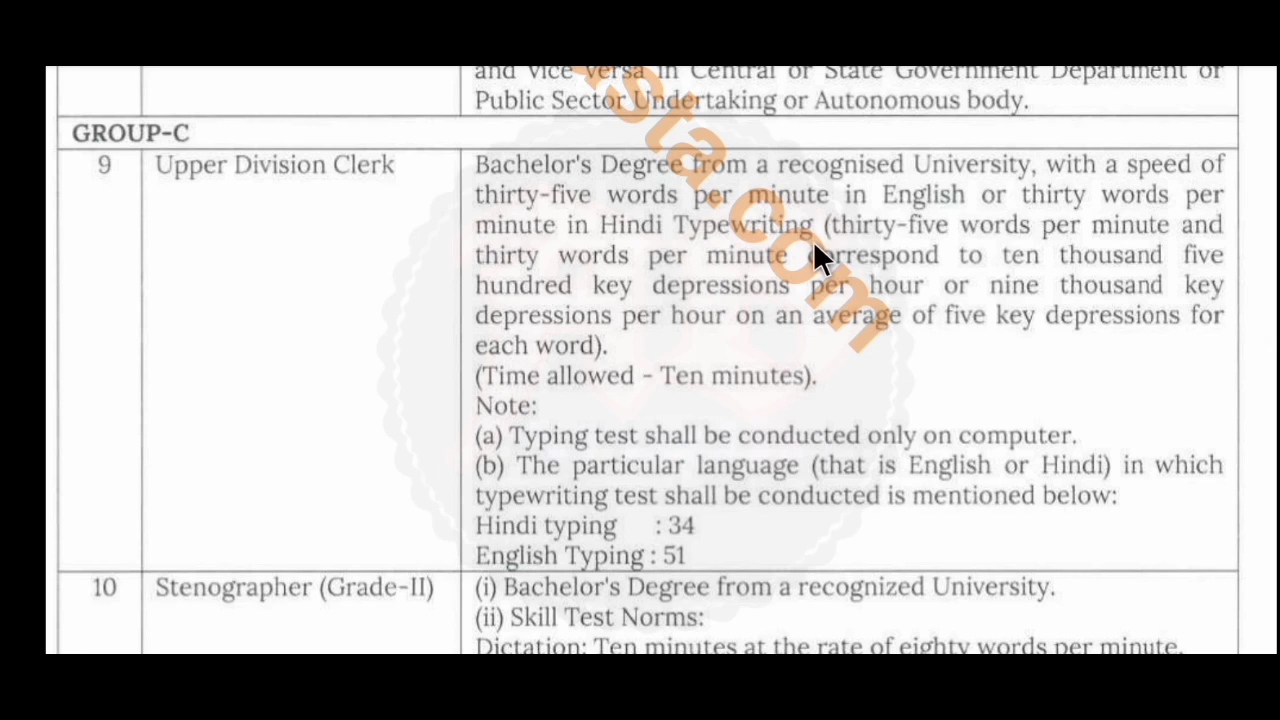 and vice versa in Central or State Government Department or
Public Sector Undertaking or Autonomous body.
GROUP-C
9 Upper Division Clerk Bachelor's Degree from a recognised University, with a speed of
thirty-five words per minute in English or thirty words per
minute in Hindi Typewriting (thirty-five words per minute and
thirty words per minute correspond to ten thousand five
hundred key depressions per hour or nine thousand key
depressions per hour on an average of five key depressions for
each word).
(Time allowed - Ten minutes).
Note:
(a) Typing test shall be conducted only on computer.
(b) The particular language (that is English or Hindi) in which
typewriting test shall be conducted is mentioned below:
Hindi typing : 34
English Typing : 51
10 Stenographer (Grade-II) (i) Bachelor's Degree from a recognized University.
(ii) Skill Test Norms:
Dictation: Ten minutes at the rate of eighty words per minute.